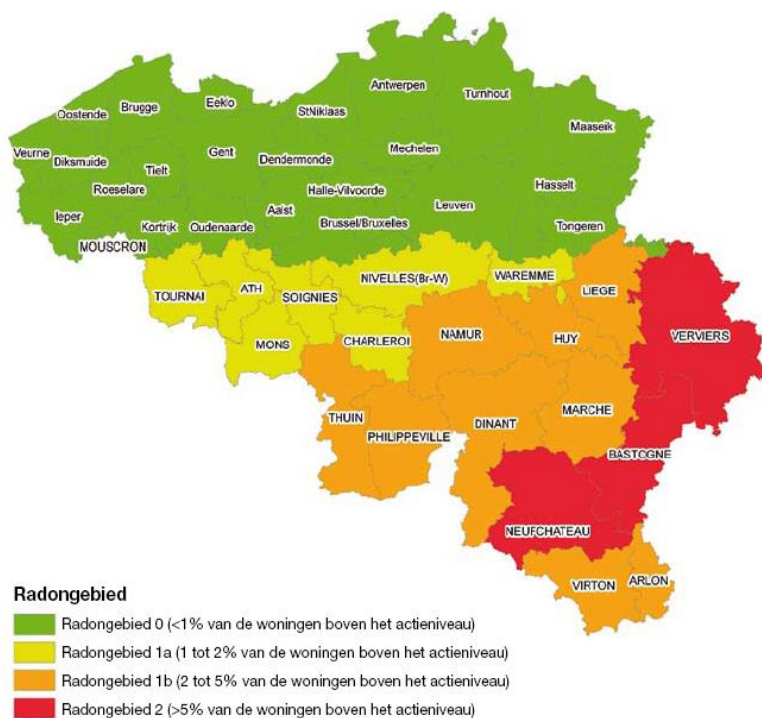 Antwerpen
Turnhout
Eeklo
StNiklaas
Brugge
Oostende
Maaseik
Veurne
Gent
Mechelen
Diksmuide
Dendermonde
Tielt
Hasselt
Roeselare
Halle-Vilvoorde
Leuven
Aalst
Ieper
Brussel/Bruxelles
Kortrijk
Oudenaarde
Tongeren
MOUSCRON
NIVELLES(Br-W)
WAREMME
ATH
LIEGE
TOURNAI
SOIGNIES
NAMUR
VERVIERS
MONS
CHARLEROI
HUY
MARCHE
THUIN
DINANT
PHILIPPEVILLE
BASTOGNE
NEUFCHATEAU
VIRTON
ARLON
Radongebied
Radongebied 0 (<1% van de woningen boven het actieniveau)
Radongebied 1a (1 tot 2% van de woningen boven het actieniveau)
Radongebied 1b (2 tot 5% van de woningen boven het actieniveau)
Radongebied 2 (>5% van de woningen boven het actieniveau)